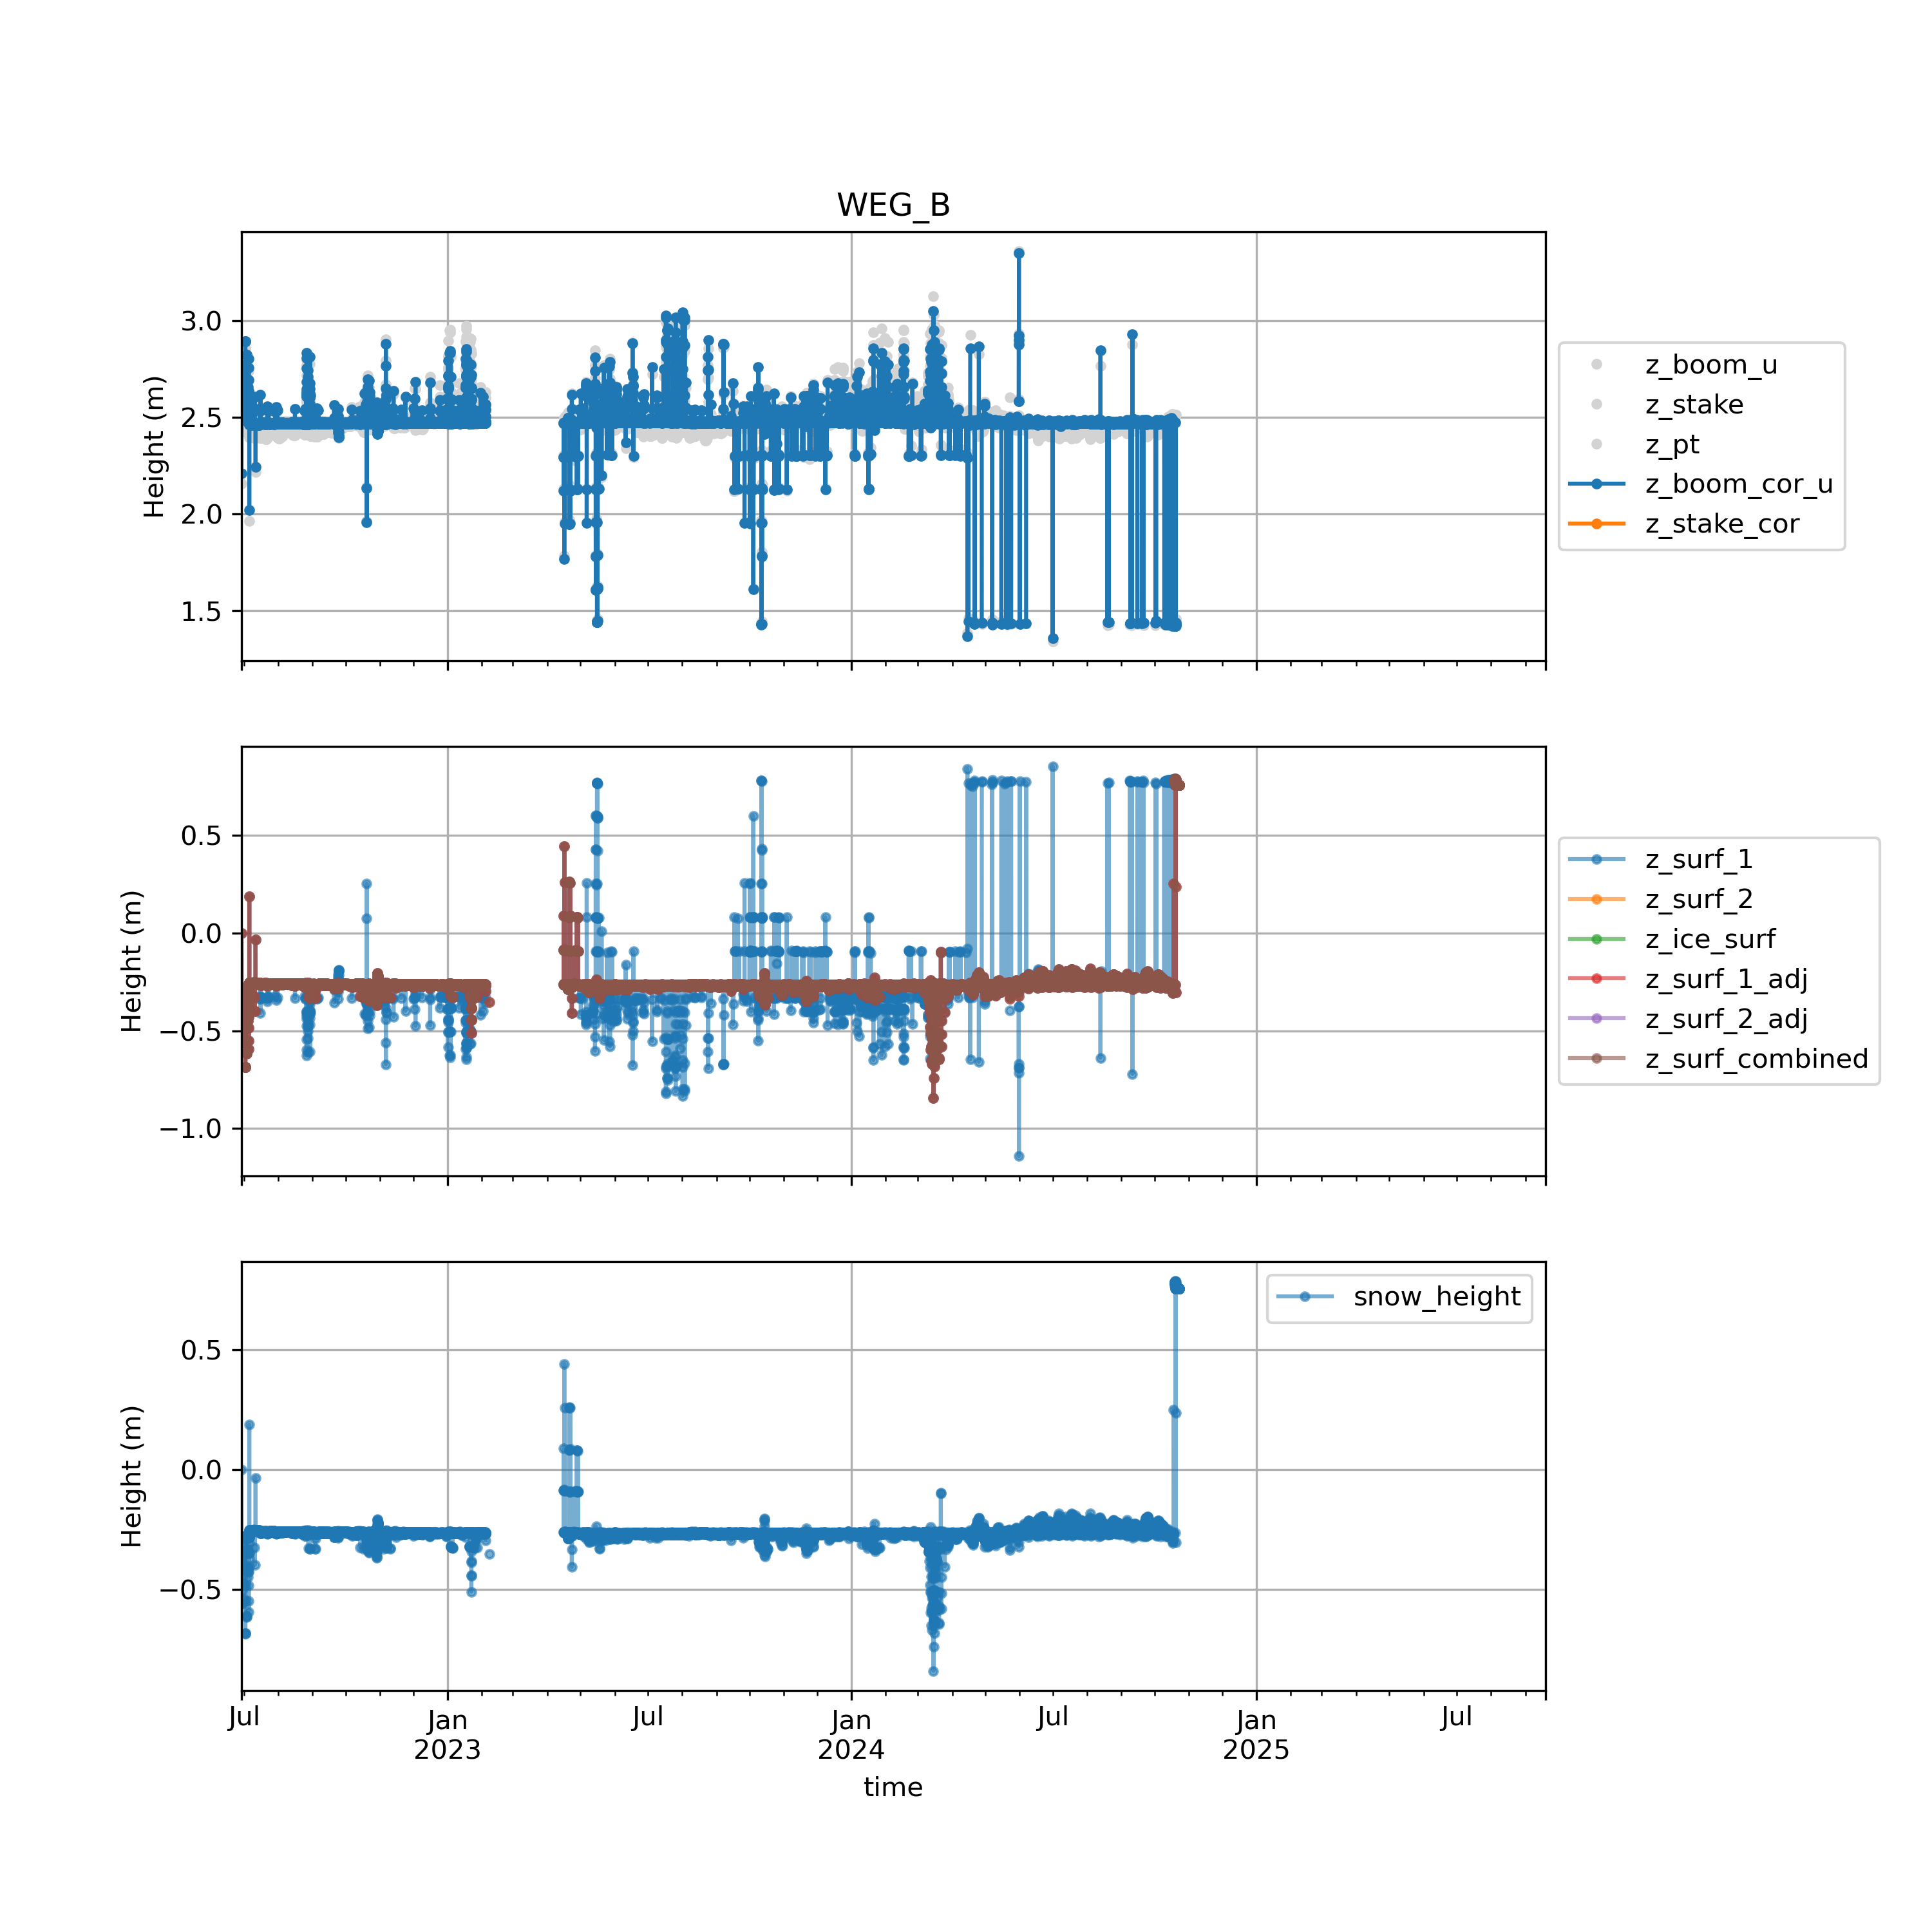 WEG_B
Height (m)
3.0
2.5
2.0
1.5
z_boom_u
z_stake
z_pt
z_boom_cor_u
z_stake_cor
Height (m)
0.5
0.0
−0.5
−1.0
z_surf_1
z_surf_2
z_ice_surf
z_surf_1_adj
z_surf_2_adj
z_surf_combined
Height (m)
0.5
0.0
−0.5
snow_height
Jul Jan Jul Jan Jul Jan Jul
2023 2024 2025
time